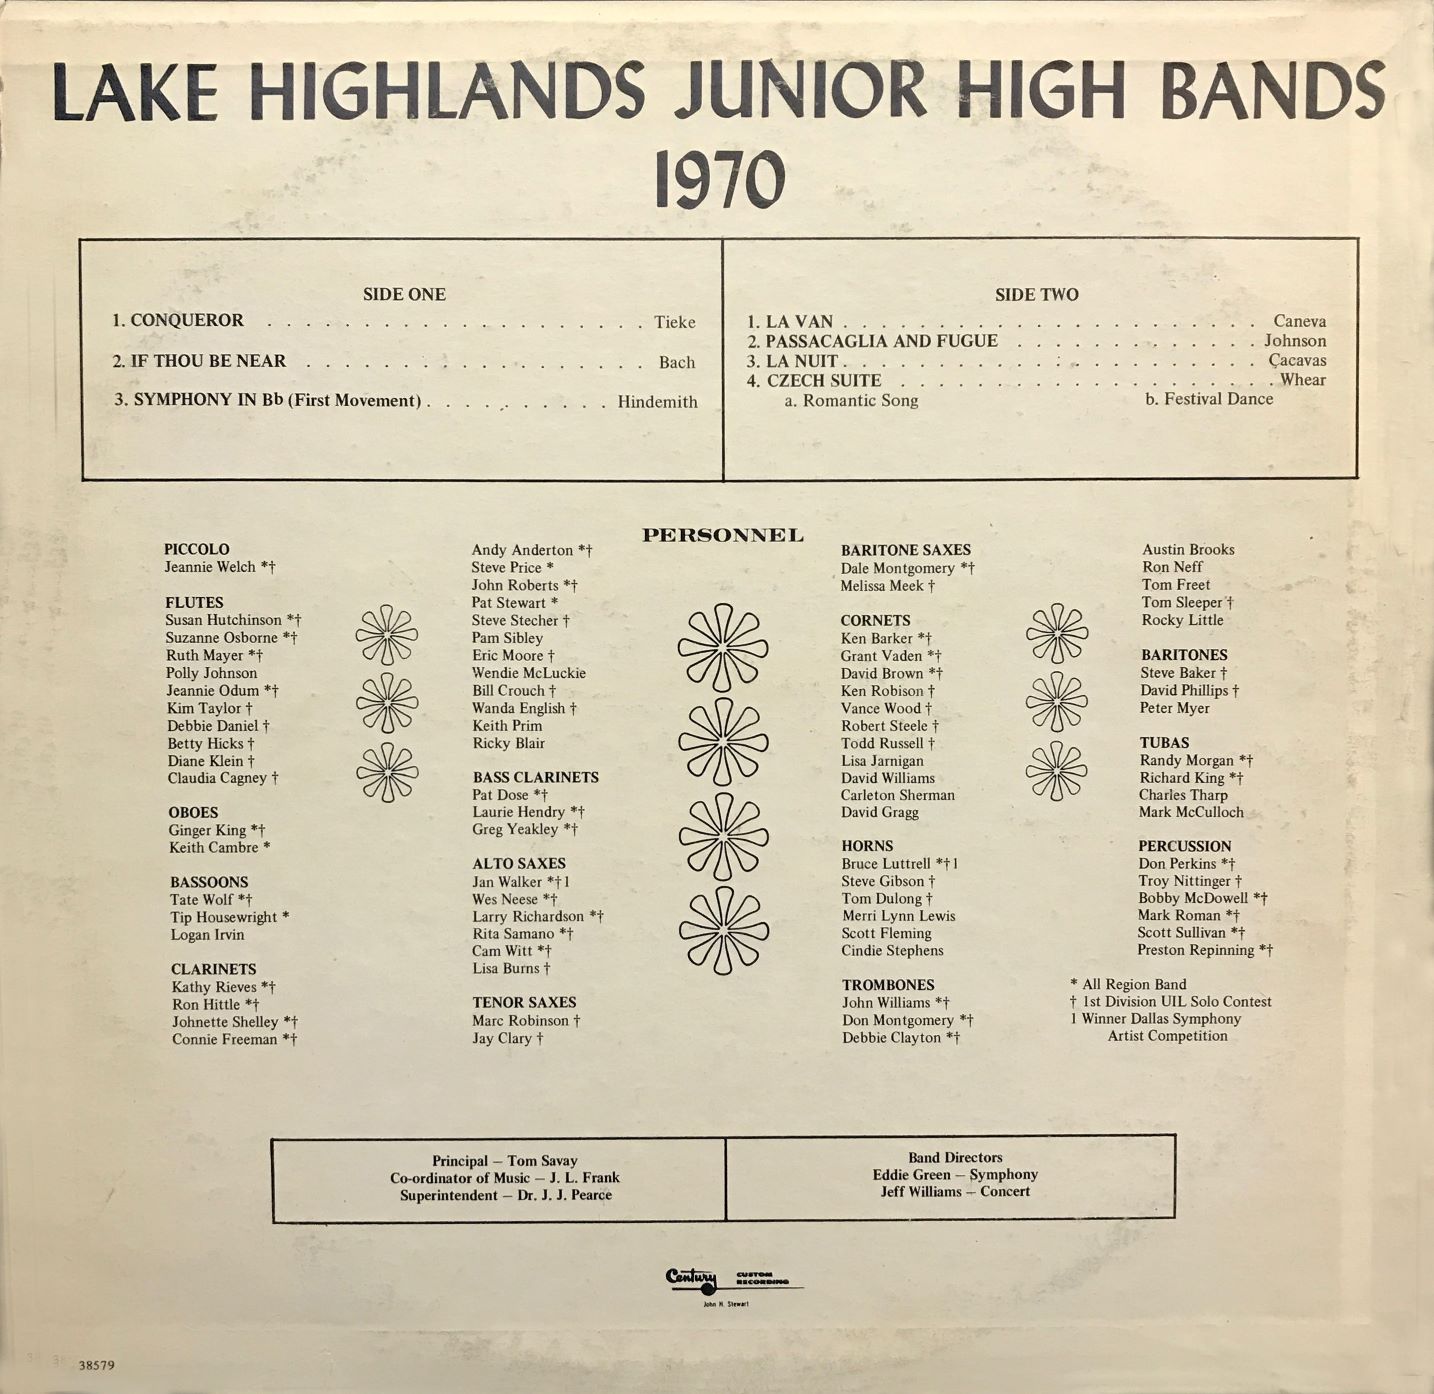 LAKE HIGHLANDS JUNIOR HIGH BANDS
1970
SIDE ONE
1. CONQUEROR . . . . . . . . . . . . . . . . . . . . Tieke
2. IF THOU BE NEAR . . . . . . . . . . . . . . . . . . Bach
3. SYMPHONY IN Bb (First Movement) . . . . . . . . . . Hindemith
SIDE TWO
1. LA VAN . . . . . . . . . . . . . . . . . . . . . . Caneva
2. PASSACAGLIA AND FUGUE . . . . . . . . . . . . . Johnson
3. LA NUIT . . . . . . . . . . . . . . . . . . . . . . Cacavas
4. CZECH SUITE . . . . . . . . . . . . . . . . . . . . Whear
a. Romantic Song b. Festival Dance
PERSONNEL
PICCOLO
Jeannie Welch *†
FLUTES
Susan Hutchinson *†
Suzanne Osborne *†
Ruth Mayer *†
Polly Johnson
Jeannie Odum *†
Kim Taylor †
Debbie Daniel †
Betty Hicks †
Diane Klein †
Claudia Cagney †
OBOES
Ginger King *†
Keith Cambre *
BASSOONS
Tate Wolf *†
Tip Housewright *
Logan Irvin
CLARINETS
Kathy Rieves *†
Ron Hittle *†
Johnette Shelley *†
Connie Freeman *†
Andy Anderton *†
Steve Price *
John Roberts *†
Pat Stewart *
Steve Stecher †
Pam Sibley
Eric Moore †
Wendie McLuckie
Bill Crouch †
Wanda English †
Keith Prim
Ricky Blair
BASS CLARINETS
Pat Dose *†
Laurie Hendry *†
Greg Yeakley *†
ALTO SAXES
Jan Walker *†1
Wes Neese *†
Larry Richardson *†
Rita Samano *†
Cam Witt *†
Lisa Burns †
TENOR SAXES
Marc Robinson †
Jay Clary †
BARITONE SAXES
Dale Montgomery *†
Melissa Meek †
CORNETS
Ken Barker *†
Grant Vaden *†
David Brown *†
Ken Robison †
Vance Wood †
Robert Steele †
Todd Russell †
Lisa Jarnigan
David Williams
Carleton Sherman
David Gragg
HORNS
Bruce Luttrell *†1
Steve Gibson †
Tom Dulong †
Merri Lynn Lewis
Scott Fleming
Cindie Stephens
TROMBONES
John Williams *†
Don Montgomery *†
Debbie Clayton *†
Austin Brooks
Ron Neff
Tom Freet
Tom Sleeper †
Rocky Little
BARITONES
Steve Baker †
David Phillips †
Peter Myer
TUBAS
Randy Morgan *†
Richard King *†
Charles Tharp
Mark McCulloch
PERCUSSION
Don Perkins *†
Troy Nittinger †
Bobby McDowell *†
Mark Roman *†
Scott Sullivan *†
Preston Repinning *†
* All Region Band
† 1st Division UIL Solo Contest
1 Winner Dallas Symphony
Artist Competition
Principal – Tom Savay
Co-ordinator of Music – J. L. Frank
Superintendent – Dr. J. J. Pearce
Band Directors
Eddie Green – Symphony
Jeff Williams – Concert
Century CUSTOM RECORDING
John H. Stewart
38579